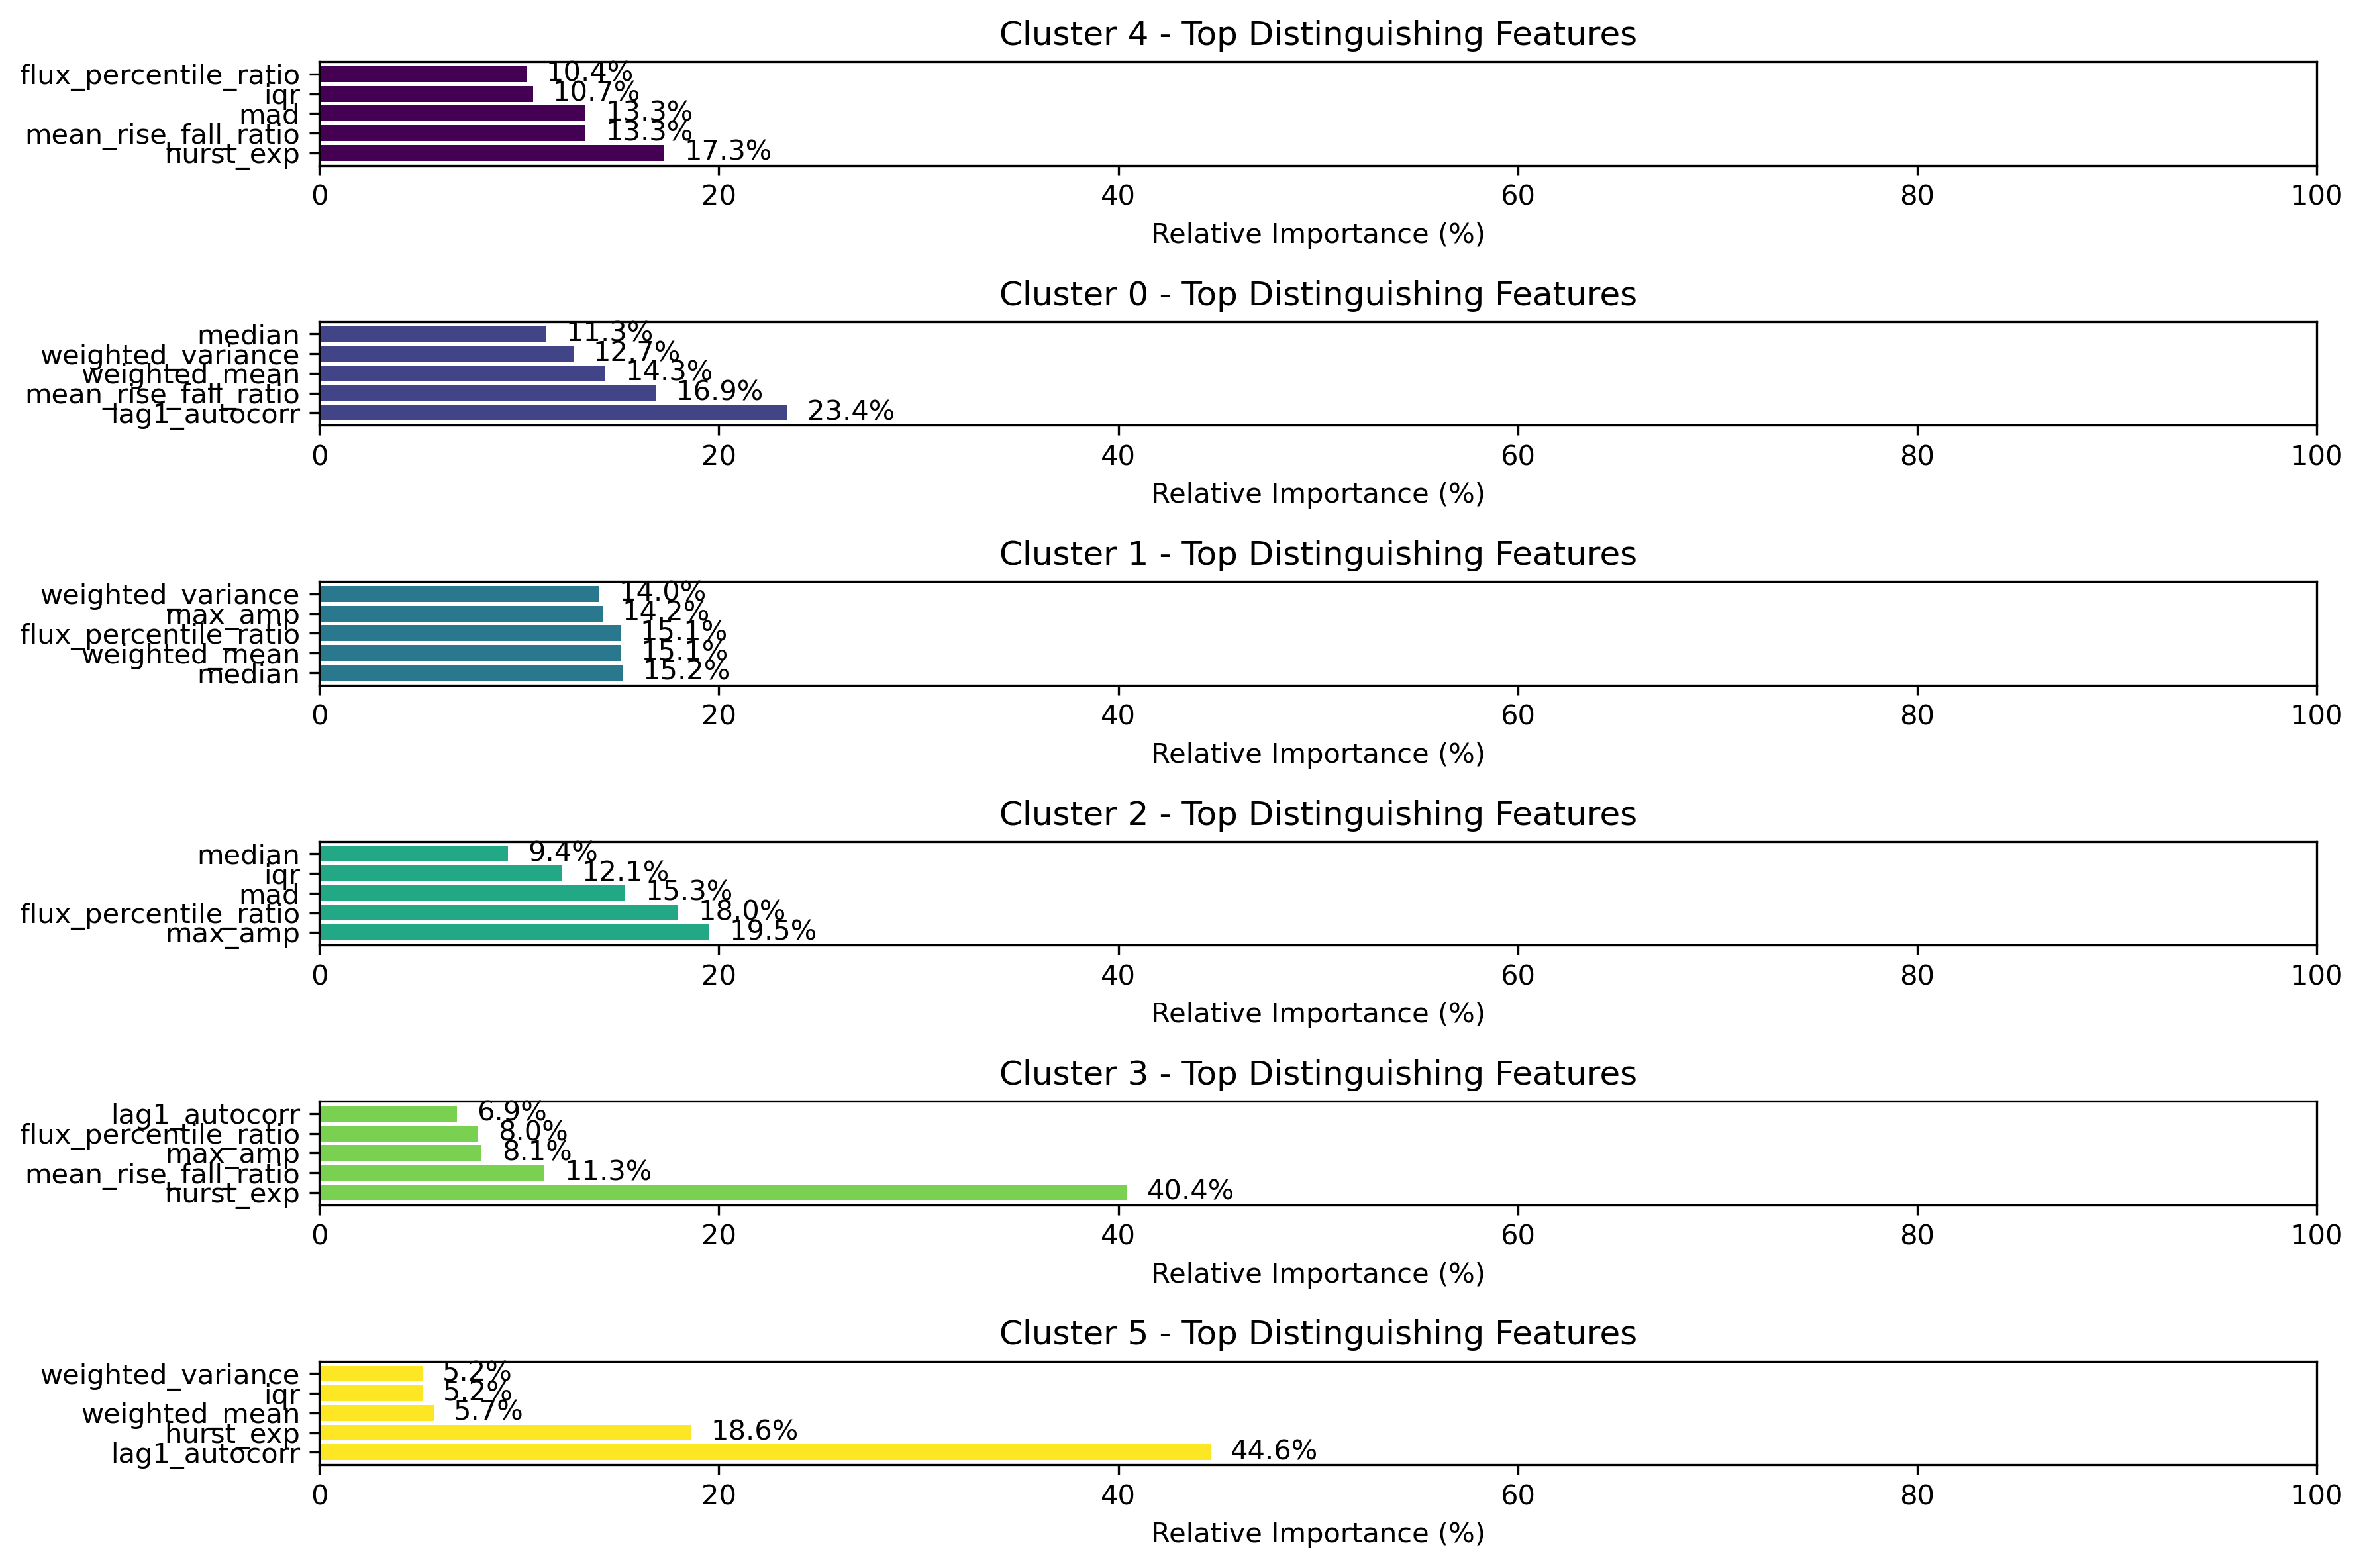 Cluster 4 - Top Distinguishing Features
flux_percentile_ratio 10.4%
iqr 10.7%
mad 13.3%
mean_rise_fall_ratio 13.3%
hurst_exp 17.3%
0 20 40 60 80 100
Relative Importance (%)
Cluster 0 - Top Distinguishing Features
median 11.3%
weighted_variance 12.7%
weighted_mean 14.3%
mean_rise_fall_ratio 16.9%
lag1_autocorr 23.4%
0 20 40 60 80 100
Relative Importance (%)
Cluster 1 - Top Distinguishing Features
weighted_variance 14.0%
max_amp 14.2%
flux_percentile_ratio 15.1%
weighted_mean 15.1%
median 15.2%
0 20 40 60 80 100
Relative Importance (%)
Cluster 2 - Top Distinguishing Features
median 9.4%
iqr 12.1%
mad 15.3%
flux_percentile_ratio 18.0%
max_amp 19.5%
0 20 40 60 80 100
Relative Importance (%)
Cluster 3 - Top Distinguishing Features
lag1_autocorr 6.9%
flux_percentile_ratio 8.0%
max_amp 8.1%
mean_rise_fall_ratio 11.3%
hurst_exp 40.4%
0 20 40 60 80 100
Relative Importance (%)
Cluster 5 - Top Distinguishing Features
weighted_variance 5.2%
iqr 5.2%
weighted_mean 5.7%
hurst_exp 18.6%
lag1_autocorr 44.6%
0 20 40 60 80 100
Relative Importance (%)